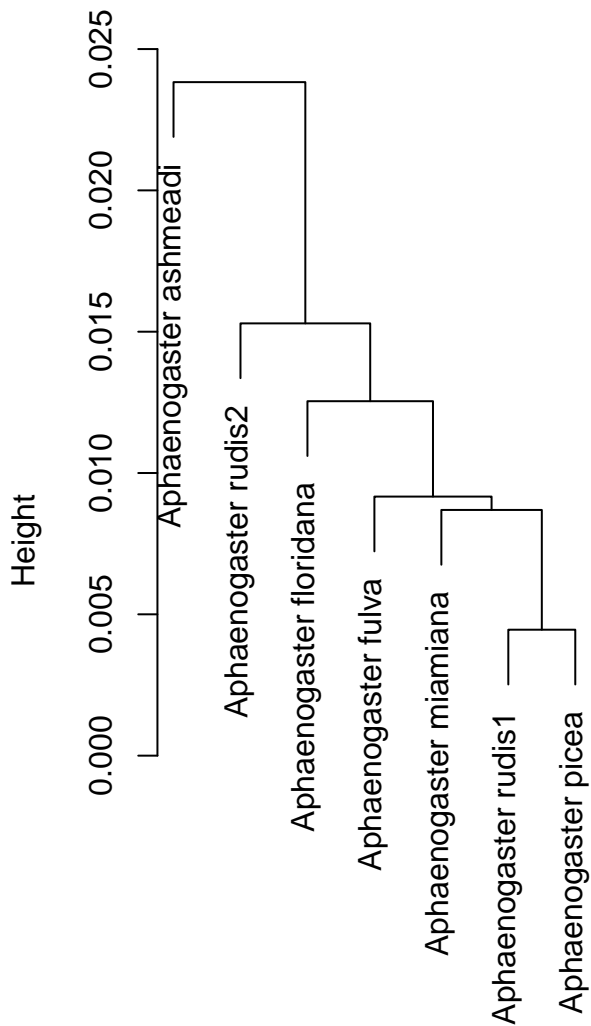 Height
0.025
0.020
0.015
0.010
0.005
0.000
Aphaenogaster ashmeadi
Aphaenogaster rudis2
Aphaenogaster floridana
Aphaenogaster fulva
Aphaenogaster miamiana
Aphaenogaster rudis1
Aphaenogaster picea